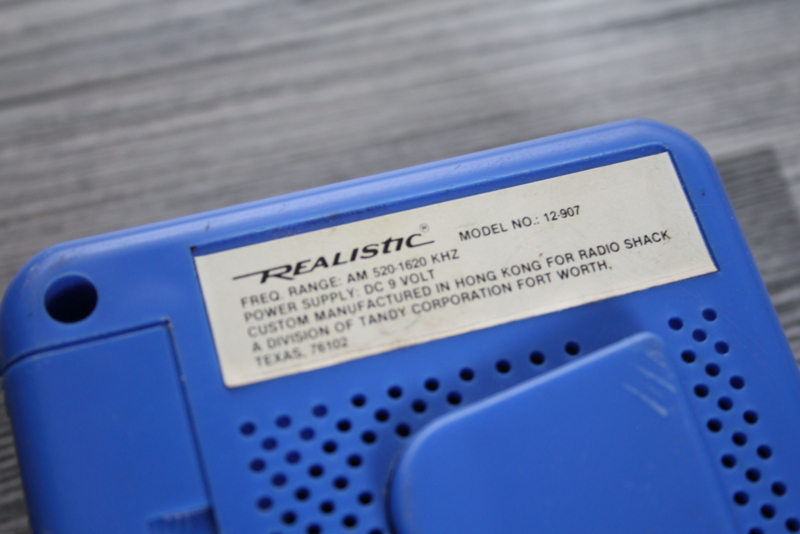 REALISTIC® MODEL NO.: 12-907
FREQ. RANGE: AM 520-1620 KHZ
POWER SUPPLY: DC 9 VOLT
CUSTOM MANUFACTURED IN HONG KONG FOR RADIO SHACK
A DIVISION OF TANDY CORPORATION FORT WORTH,
TEXAS, 76102